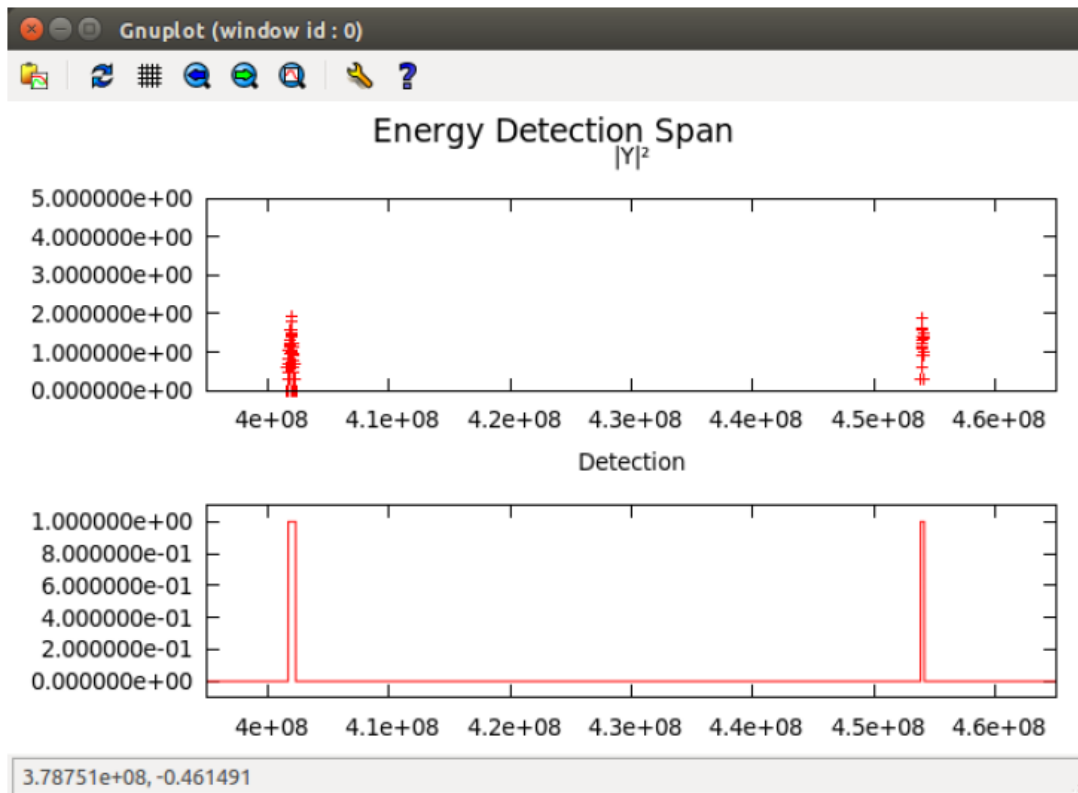 Gnuplot (window id : 0)
?
Energy Detection Span
|Y|²
5.000000e+00
4.000000e+00
3.000000e+00
2.000000e+00
1.000000e+00
0.000000e+00
4e+08 4.1e+08 4.2e+08 4.3e+08 4.4e+08 4.5e+08 4.6e+08
Detection
1.000000e+00
8.000000e-01
6.000000e-01
4.000000e-01
2.000000e-01
0.000000e+00
4e+08 4.1e+08 4.2e+08 4.3e+08 4.4e+08 4.5e+08 4.6e+08
3.78751e+08, -0.461491